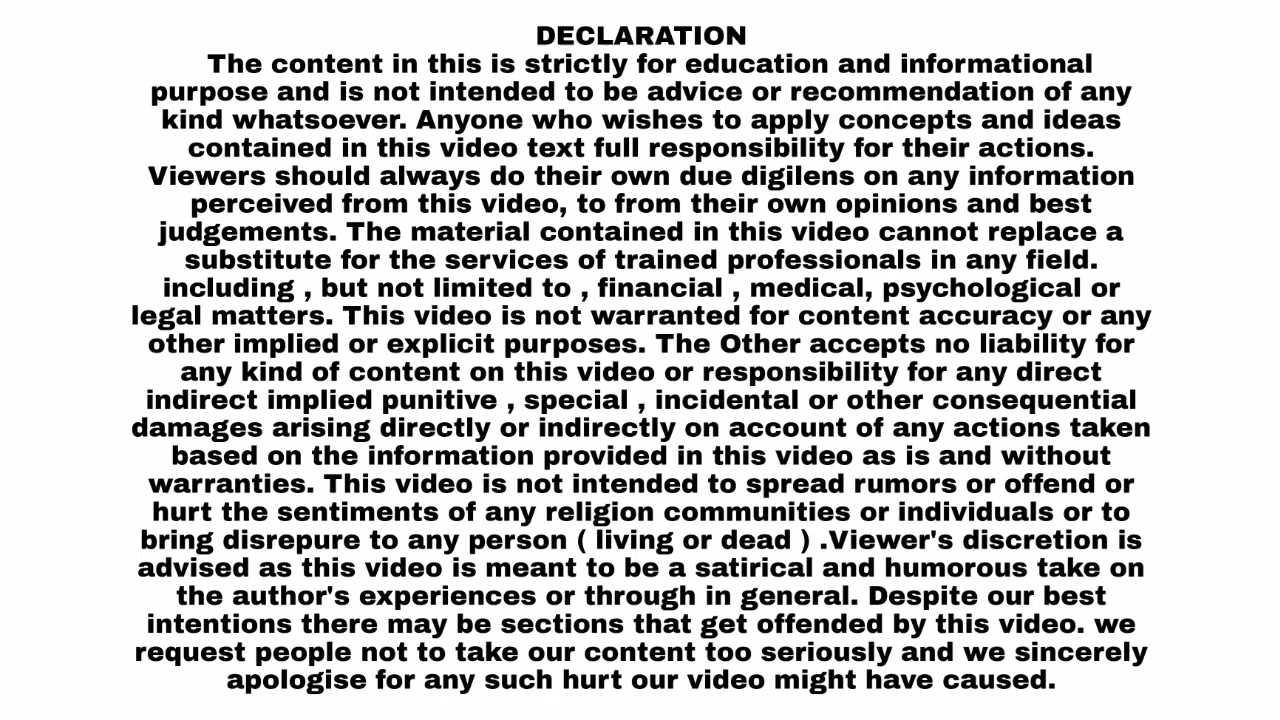 DECLARATION
The content in this is strictly for education and informational
purpose and is not intended to be advice or recommendation of any
kind whatsoever. Anyone who wishes to apply concepts and ideas
contained in this video text full responsibility for their actions.
Viewers should always do their own due digilens on any information
perceived from this video, to from their own opinions and best
judgements. The material contained in this video cannot replace a
substitute for the services of trained professionals in any field.
including , but not limited to , financial , medical, psychological or
legal matters. This video is not warranted for content accuracy or any
other implied or explicit purposes. The Other accepts no liability for
any kind of content on this video or responsibility for any direct
indirect implied punitive , special , incidental or other consequential
damages arising directly or indirectly on account of any actions taken
based on the information provided in this video as is and without
warranties. This video is not intended to spread rumors or offend or
hurt the sentiments of any religion communities or individuals or to
bring disrepure to any person ( living or dead ) .Viewer's discretion is
advised as this video is meant to be a satirical and humorous take on
the author's experiences or through in general. Despite our best
intentions there may be sections that get offended by this video. we
request people not to take our content too seriously and we sincerely
apologise for any such hurt our video might have caused.